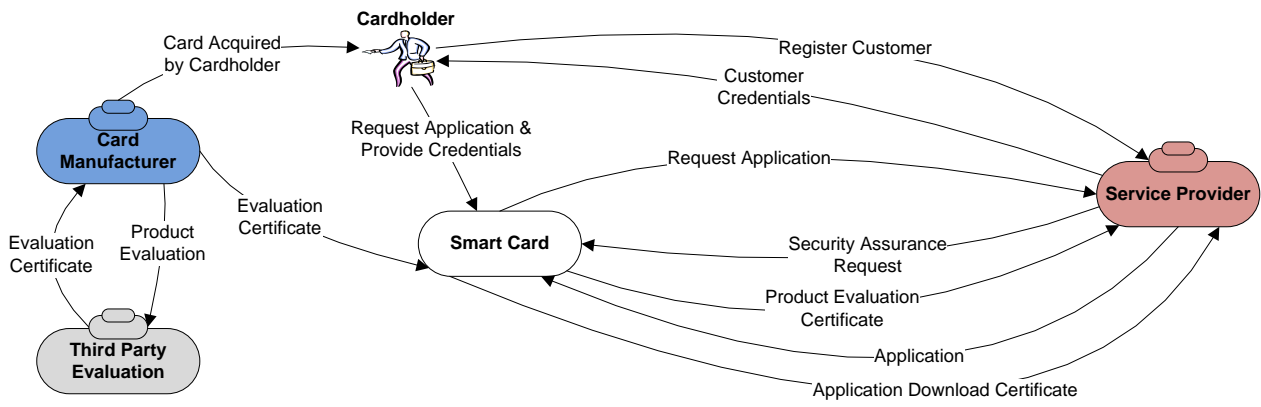 Cardholder
Card Acquired
by Cardholder
Register Customer
Customer
Credentials
Card
Manufacturer
Request Application &
Provide Credentials
Request Application
Service Provider
Evaluation
Certificate
Product
Evaluation
Evaluation
Certificate
Smart Card
Security Assurance
Request
Product Evaluation
Certificate
Third Party
Evaluation
Application
Application Download Certificate